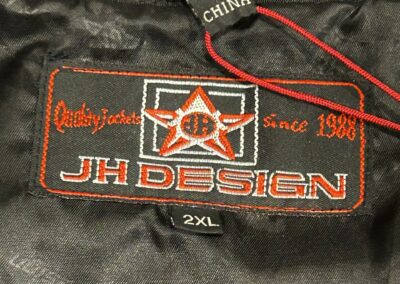 CHINA
Quality Jackets Since 1988
JH
JH DESIGN
2XL